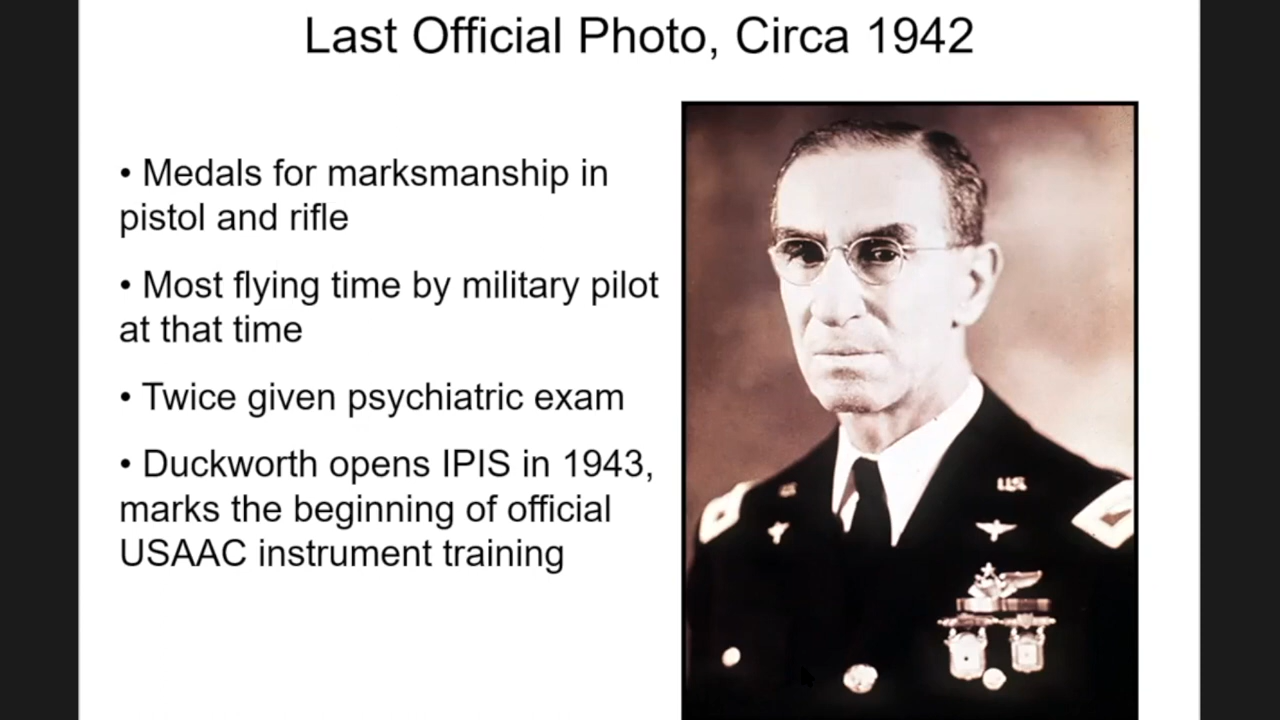 Last Official Photo, Circa 1942
• Medals for marksmanship in
pistol and rifle
• Most flying time by military pilot
at that time
• Twice given psychiatric exam
• Duckworth opens IPIS in 1943,
marks the beginning of official
USAAC instrument training
U.S.